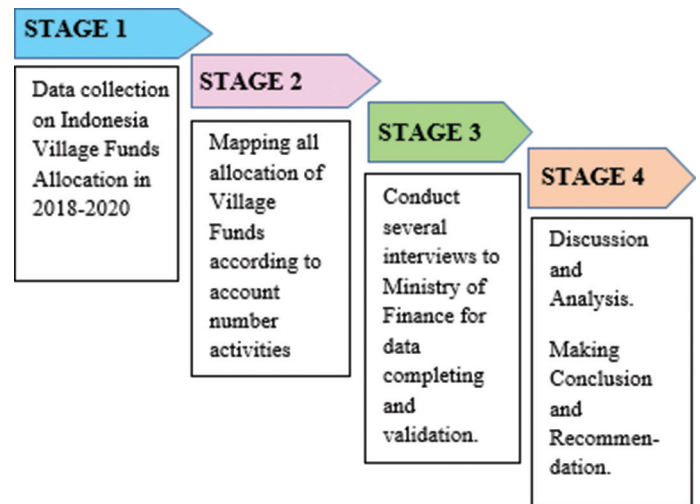 STAGE 1
Data collection
on Indonesia
Village Funds
Allocation in
2018-2020
STAGE 2
Mapping all
allocation of
Village
Funds
according to
account
number
activities
STAGE 3
Conduct
several
interviews to
Ministry of
Finance for
data
completing
and
validation.
STAGE 4
Discussion
and
Analysis.
Making
Conclusion
and
Recommen-
dation.